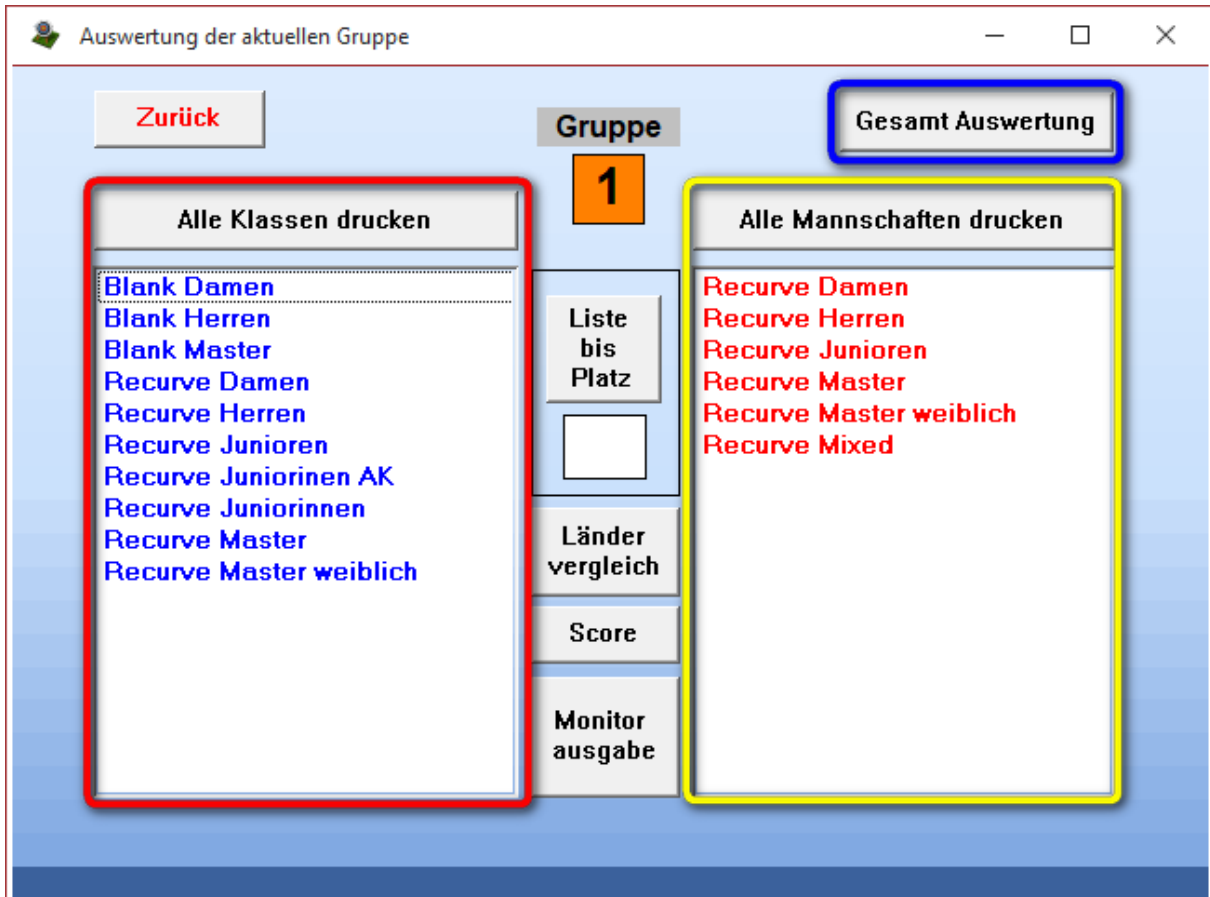 Auswertung der aktuellen Gruppe
Zurück
Gruppe
1
Gesamt Auswertung
Alle Klassen drucken
Blank Damen
Blank Herren
Blank Master
Recurve Damen
Recurve Herren
Recurve Junioren
Recurve Juniorinen AK
Recurve Juniorinnen
Recurve Master
Recurve Master weiblich
Liste
bis
Platz
Länder
vergleich
Score
Monitor
ausgabe
Alle Mannschaften drucken
Recurve Damen
Recurve Herren
Recurve Junioren
Recurve Master
Recurve Master weiblich
Recurve Mixed